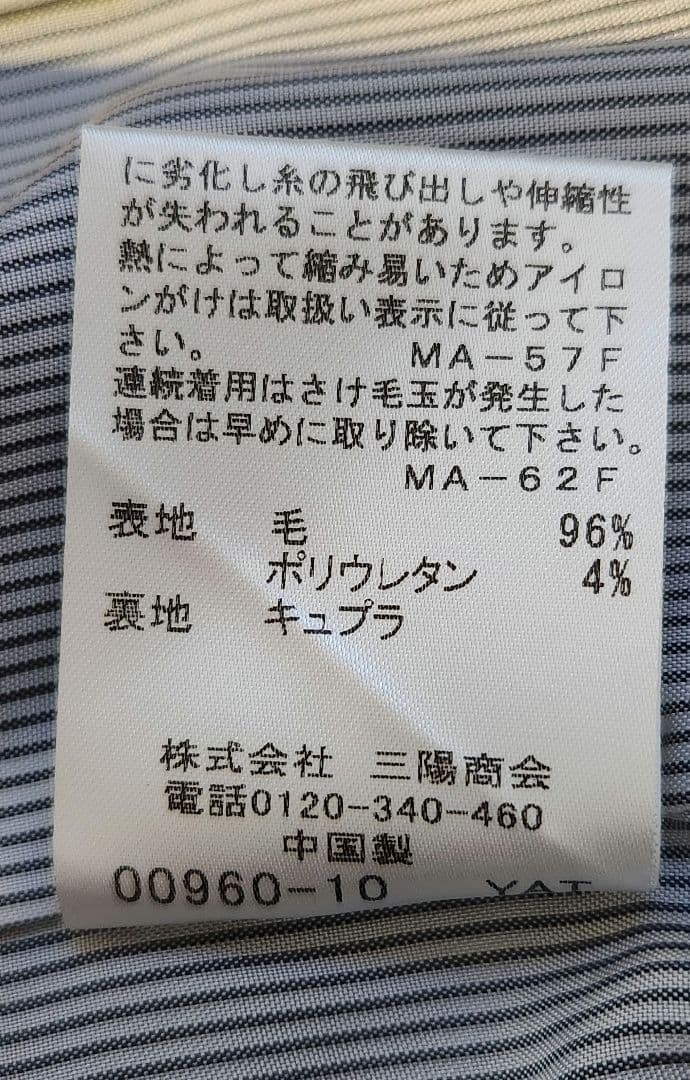 に劣化し糸の飛び出しや伸縮性
が失われることがあります。
熱によって縮み易いためアイロ
ンがけは取扱い表示に従って下
さい。 MA-57F
連続着用はさけ毛玉が発生した
場合は早めに取り除いて下さい。
MA-62F
表地 毛 96%
ポリウレタン 4%
裏地 キュプラ
株式会社 三陽商会
電話0120-340-460
中国製
00960-10